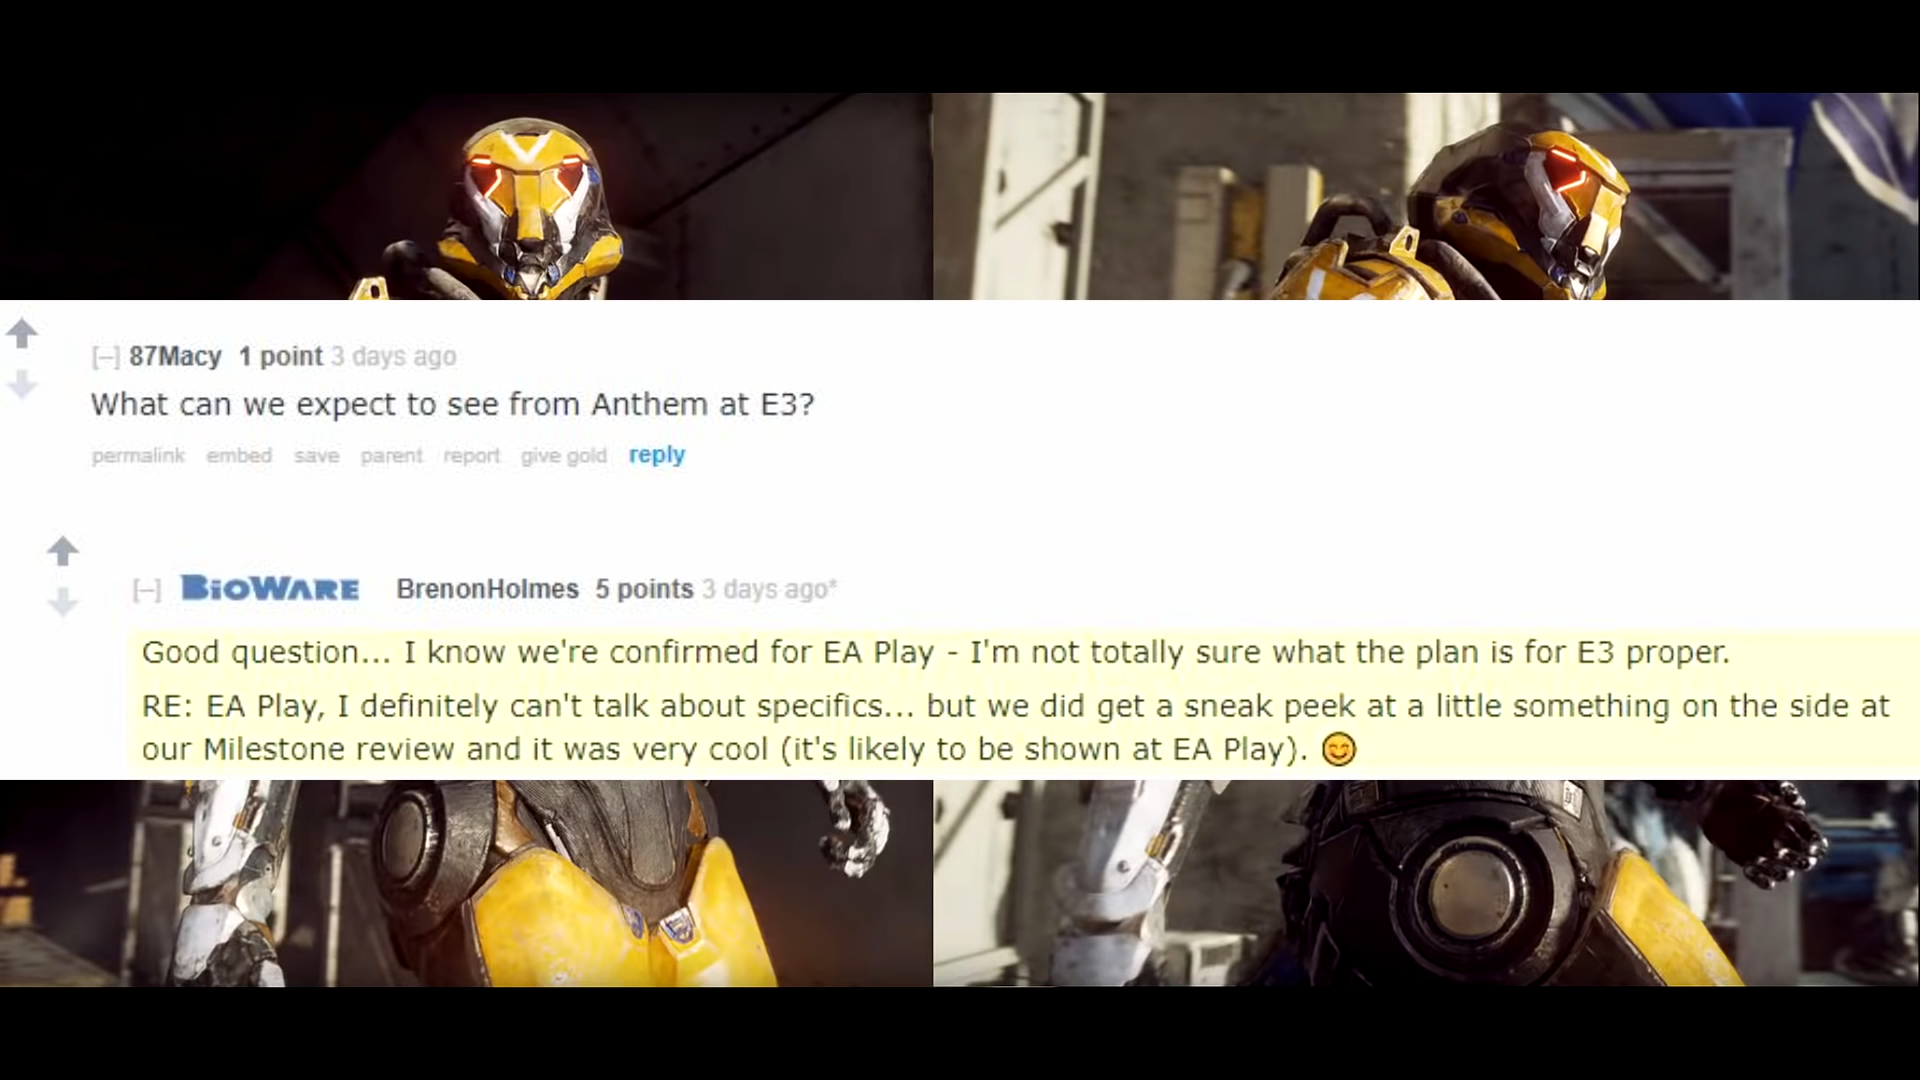 [–] 87Macy 1 point 3 days ago
What can we expect to see from Anthem at E3?
permalink embed save parent report give gold reply
[–] BIOWARE BrenonHolmes 5 points 3 days ago*
Good question... I know we're confirmed for EA Play - I'm not totally sure what the plan is for E3 proper.
RE: EA Play, I definitely can't talk about specifics... but we did get a sneak peek at a little something on the side at
our Milestone review and it was very cool (it's likely to be shown at EA Play). 😊